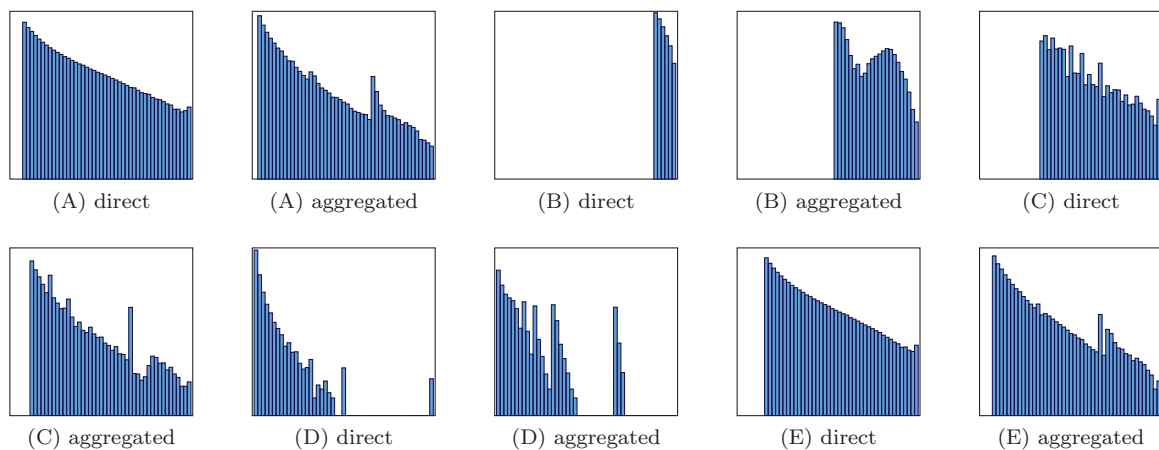 (A) direct
(A) aggregated
(B) direct
(B) aggregated
(C) direct
(C) aggregated
(D) direct
(D) aggregated
(E) direct
(E) aggregated